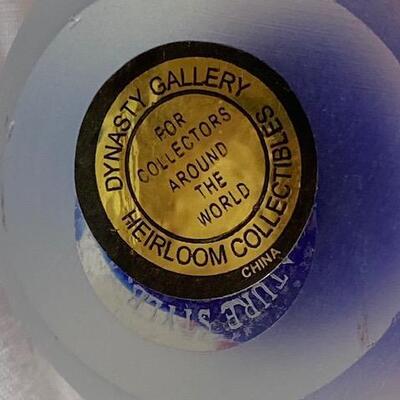 DYNASTY GALLERY
HEIRLOOM COLLECTIBLES
FOR
COLLECTORS
AROUND
THE
WORLD
CHINA